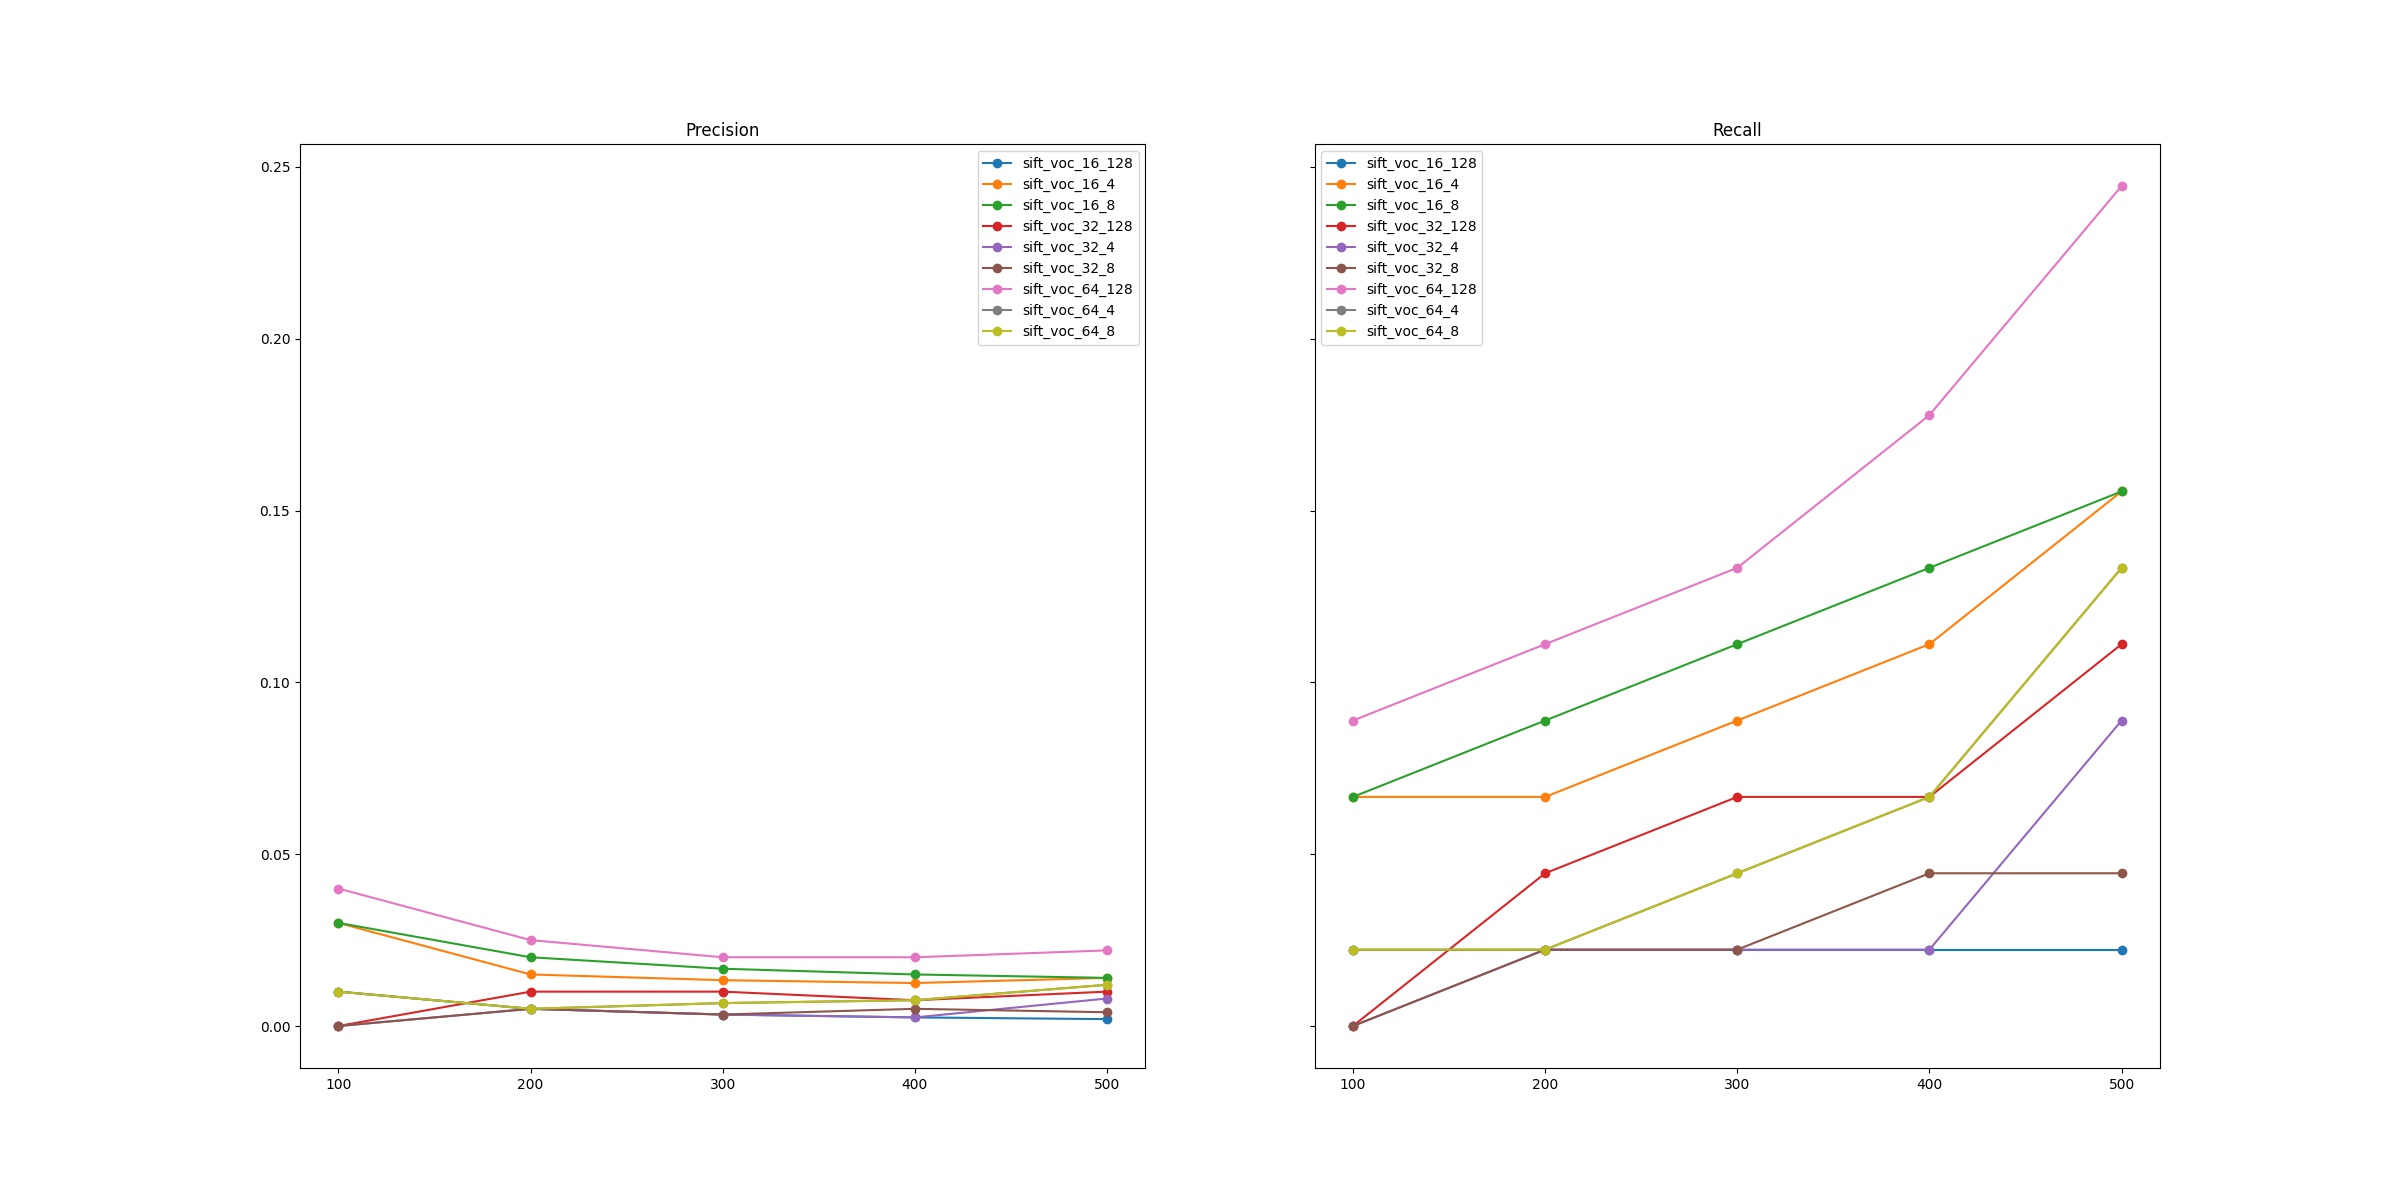 Precision
0.25
0.20
0.15
0.10
0.05
0.00
100 200 300 400 500
sift_voc_16_128
sift_voc_16_4
sift_voc_16_8
sift_voc_32_128
sift_voc_32_4
sift_voc_32_8
sift_voc_64_128
sift_voc_64_4
sift_voc_64_8
Recall
sift_voc_16_128
sift_voc_16_4
sift_voc_16_8
sift_voc_32_128
sift_voc_32_4
sift_voc_32_8
sift_voc_64_128
sift_voc_64_4
sift_voc_64_8
100 200 300 400 500